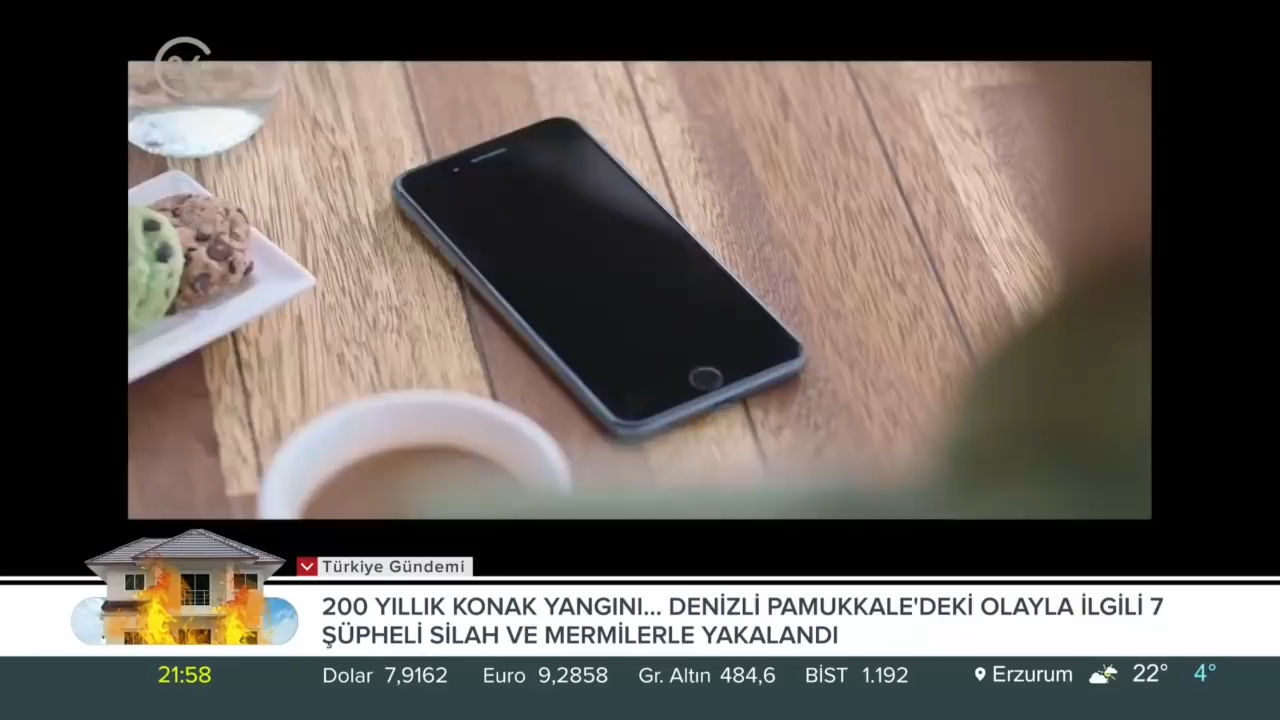 24
Türkiye Gündemi
200 YILLIK KONAK YANGINI... DENİZLİ PAMUKKALE'DEKİ OLAYLA İLGİLİ 7
ŞÜPHELİ SİLAH VE MERMİLERLE YAKALANDI
21:58 Dolar 7,9162 Euro 9,2858 Gr. Altın 484,6 BİST 1.192 Erzurum 22° 4°